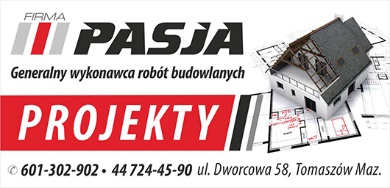 FIRMA
PASJA
Generalny wykonawca robót budowlanych
PROJEKTY
601-302-902 • 44 724-45-90 ul. Dworcowa 58, Tomaszów Maz.